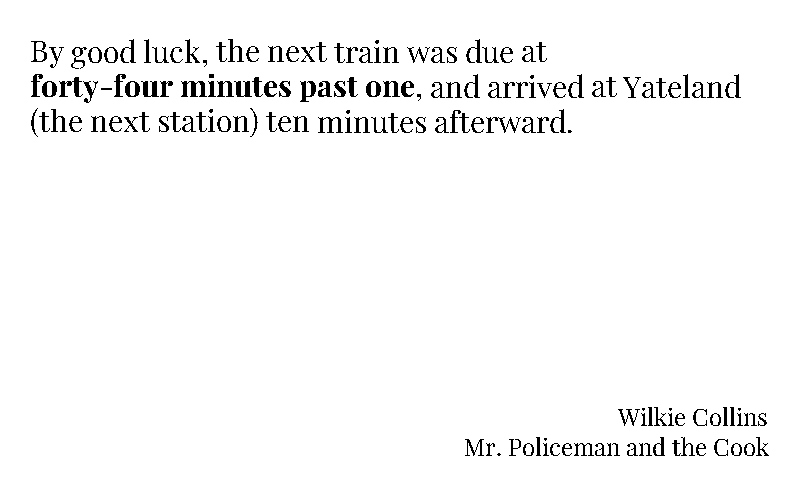 By good luck, the next train was due at
forty-four minutes past one, and arrived at Yateland
(the next station) ten minutes afterward.
Wilkie Collins
Mr. Policeman and the Cook